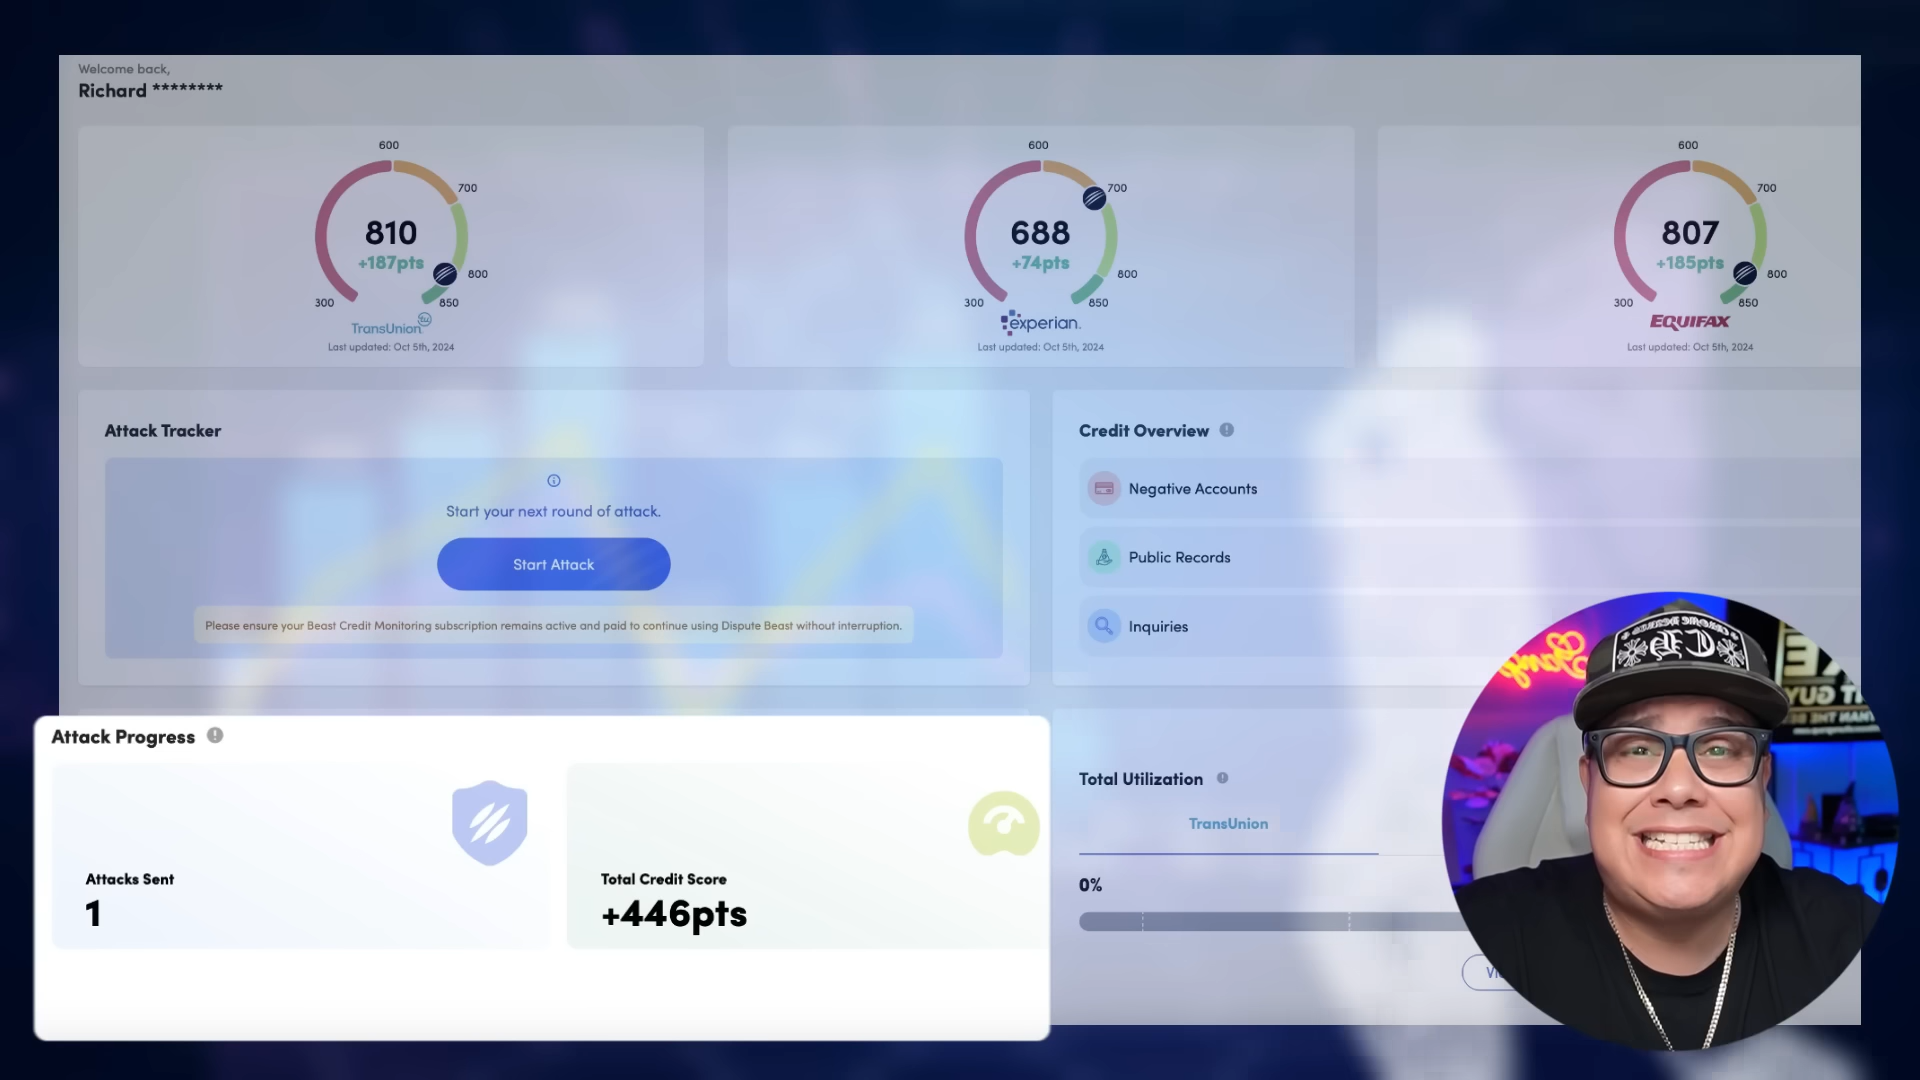 Welcome back,
Richard ********
600
700
800
850
300
810
+187pts
TransUnion
tu
Last updated: Oct 5th, 2024
600
700
800
850
300
688
+74pts
experian.
Last updated: Oct 5th, 2024
600
700
800
850
300
807
+185pts
EQUIFAX
Last updated: Oct 5th, 2024
Attack Tracker
Start your next round of attack.
Start Attack
Please ensure your Beast Credit Monitoring subscription remains active and paid to continue using Dispute Beast without interruption.
Credit Overview
Negative Accounts
Public Records
Inquiries
Attack Progress
Attacks Sent
1
Total Credit Score
+446pts
Total Utilization
TransUnion
0%